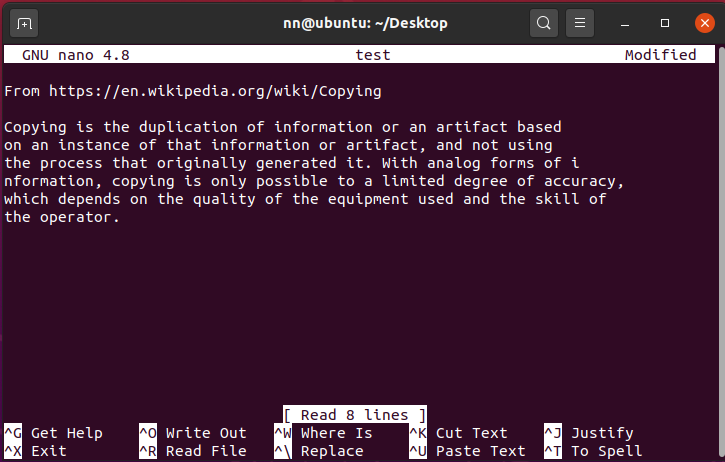 nn@ubuntu: ~/Desktop
GNU nano 4.8 test Modified
From https://en.wikipedia.org/wiki/Copying
Copying is the duplication of information or an artifact based
on an instance of that information or artifact, and not using
the process that originally generated it. With analog forms of i
nformation, copying is only possible to a limited degree of accuracy,
which depends on the quality of the equipment used and the skill of
the operator.
[ Read 8 lines ]
^G Get Help ^O Write Out ^W Where Is ^K Cut Text ^J Justify
^X Exit ^R Read File ^\ Replace ^U Paste Text ^T To Spell